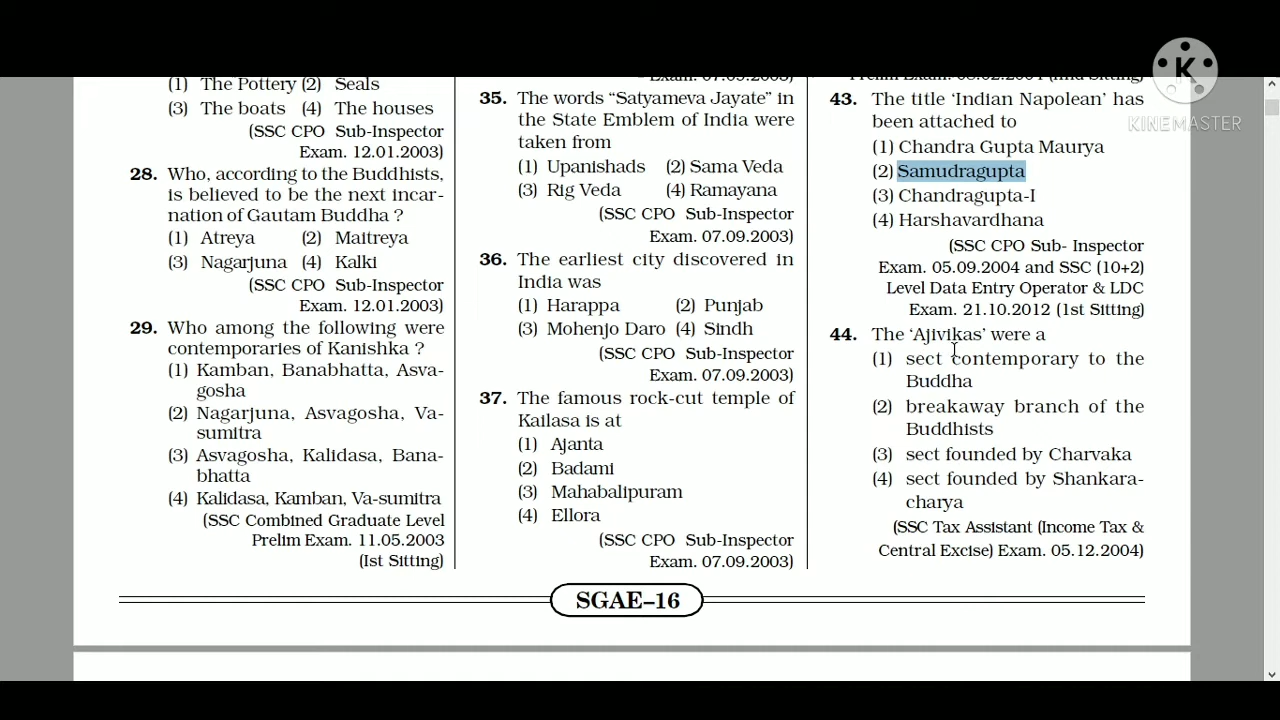 (1) The Pottery (2) Seals
(3) The boats (4) The houses
(SSC CPO Sub-Inspector
Exam. 12.01.2003)
28. Who, according to the Buddhists,
is believed to be the next incar-
nation of Gautam Buddha ?
(1) Atreya (2) Maitreya
(3) Nagarjuna (4) Kalki
(SSC CPO Sub-Inspector
Exam. 12.01.2003)
29. Who among the following were
contemporaries of Kanishka ?
(1) Kamban, Banabhatta, Asva-
gosha
(2) Nagarjuna, Asvagosha, Va-
sumitra
(3) Asvagosha, Kalidasa, Bana-
bhatta
(4) Kalidasa, Kamban, Va-sumitra
(SSC Combined Graduate Level
Prelim Exam. 11.05.2003
(Ist Sitting)
Exam. 07.09.2003)
35. The words “Satyameva Jayate” in
the State Emblem of India were
taken from
(1) Upanishads (2) Sama Veda
(3) Rig Veda (4) Ramayana
(SSC CPO Sub-Inspector
Exam. 07.09.2003)
36. The earliest city discovered in
India was
(1) Harappa (2) Punjab
(3) Mohenjo Daro (4) Sindh
(SSC CPO Sub-Inspector
Exam. 07.09.2003)
37. The famous rock-cut temple of
Kailasa is at
(1) Ajanta
(2) Badami
(3) Mahabalipuram
(4) Ellora
(SSC CPO Sub-Inspector
Exam. 07.09.2003)
Prelim Exam. 08.02.2004 (IInd Sitting)
43. The title ‘Indian Napolean’ has
been attached to
(1) Chandra Gupta Maurya
(2) Samudragupta
(3) Chandragupta-I
(4) Harshavardhana
(SSC CPO Sub- Inspector
Exam. 05.09.2004 and SSC (10+2)
Level Data Entry Operator & LDC
Exam. 21.10.2012 (1st Sitting)
44. The ‘Ajivikas’ were a
(1) sect contemporary to the
Buddha
(2) breakaway branch of the
Buddhists
(3) sect founded by Charvaka
(4) sect founded by Shankara-
charya
(SSC Tax Assistant (Income Tax &
Central Excise) Exam. 05.12.2004)
SGAE–16
K
KINEMASTER